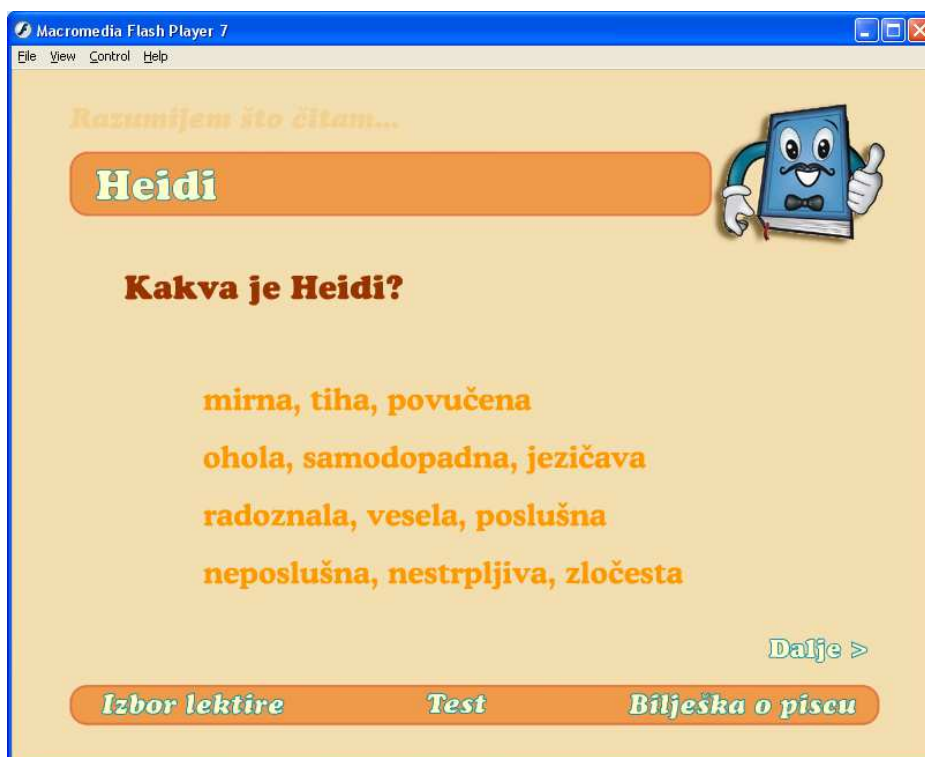 Macromedia Flash Player 7
File View Control Help
Razumijem što čitam...
Heidi
Kakva je Heidi?
mirna, tiha, povučena
ohola, samodopadna, jezičava
radoznala, vesela, poslušna
neposlušna, nestrpljiva, zločesta
Dalje >
Izbor lektire Test Bilješka o piscu